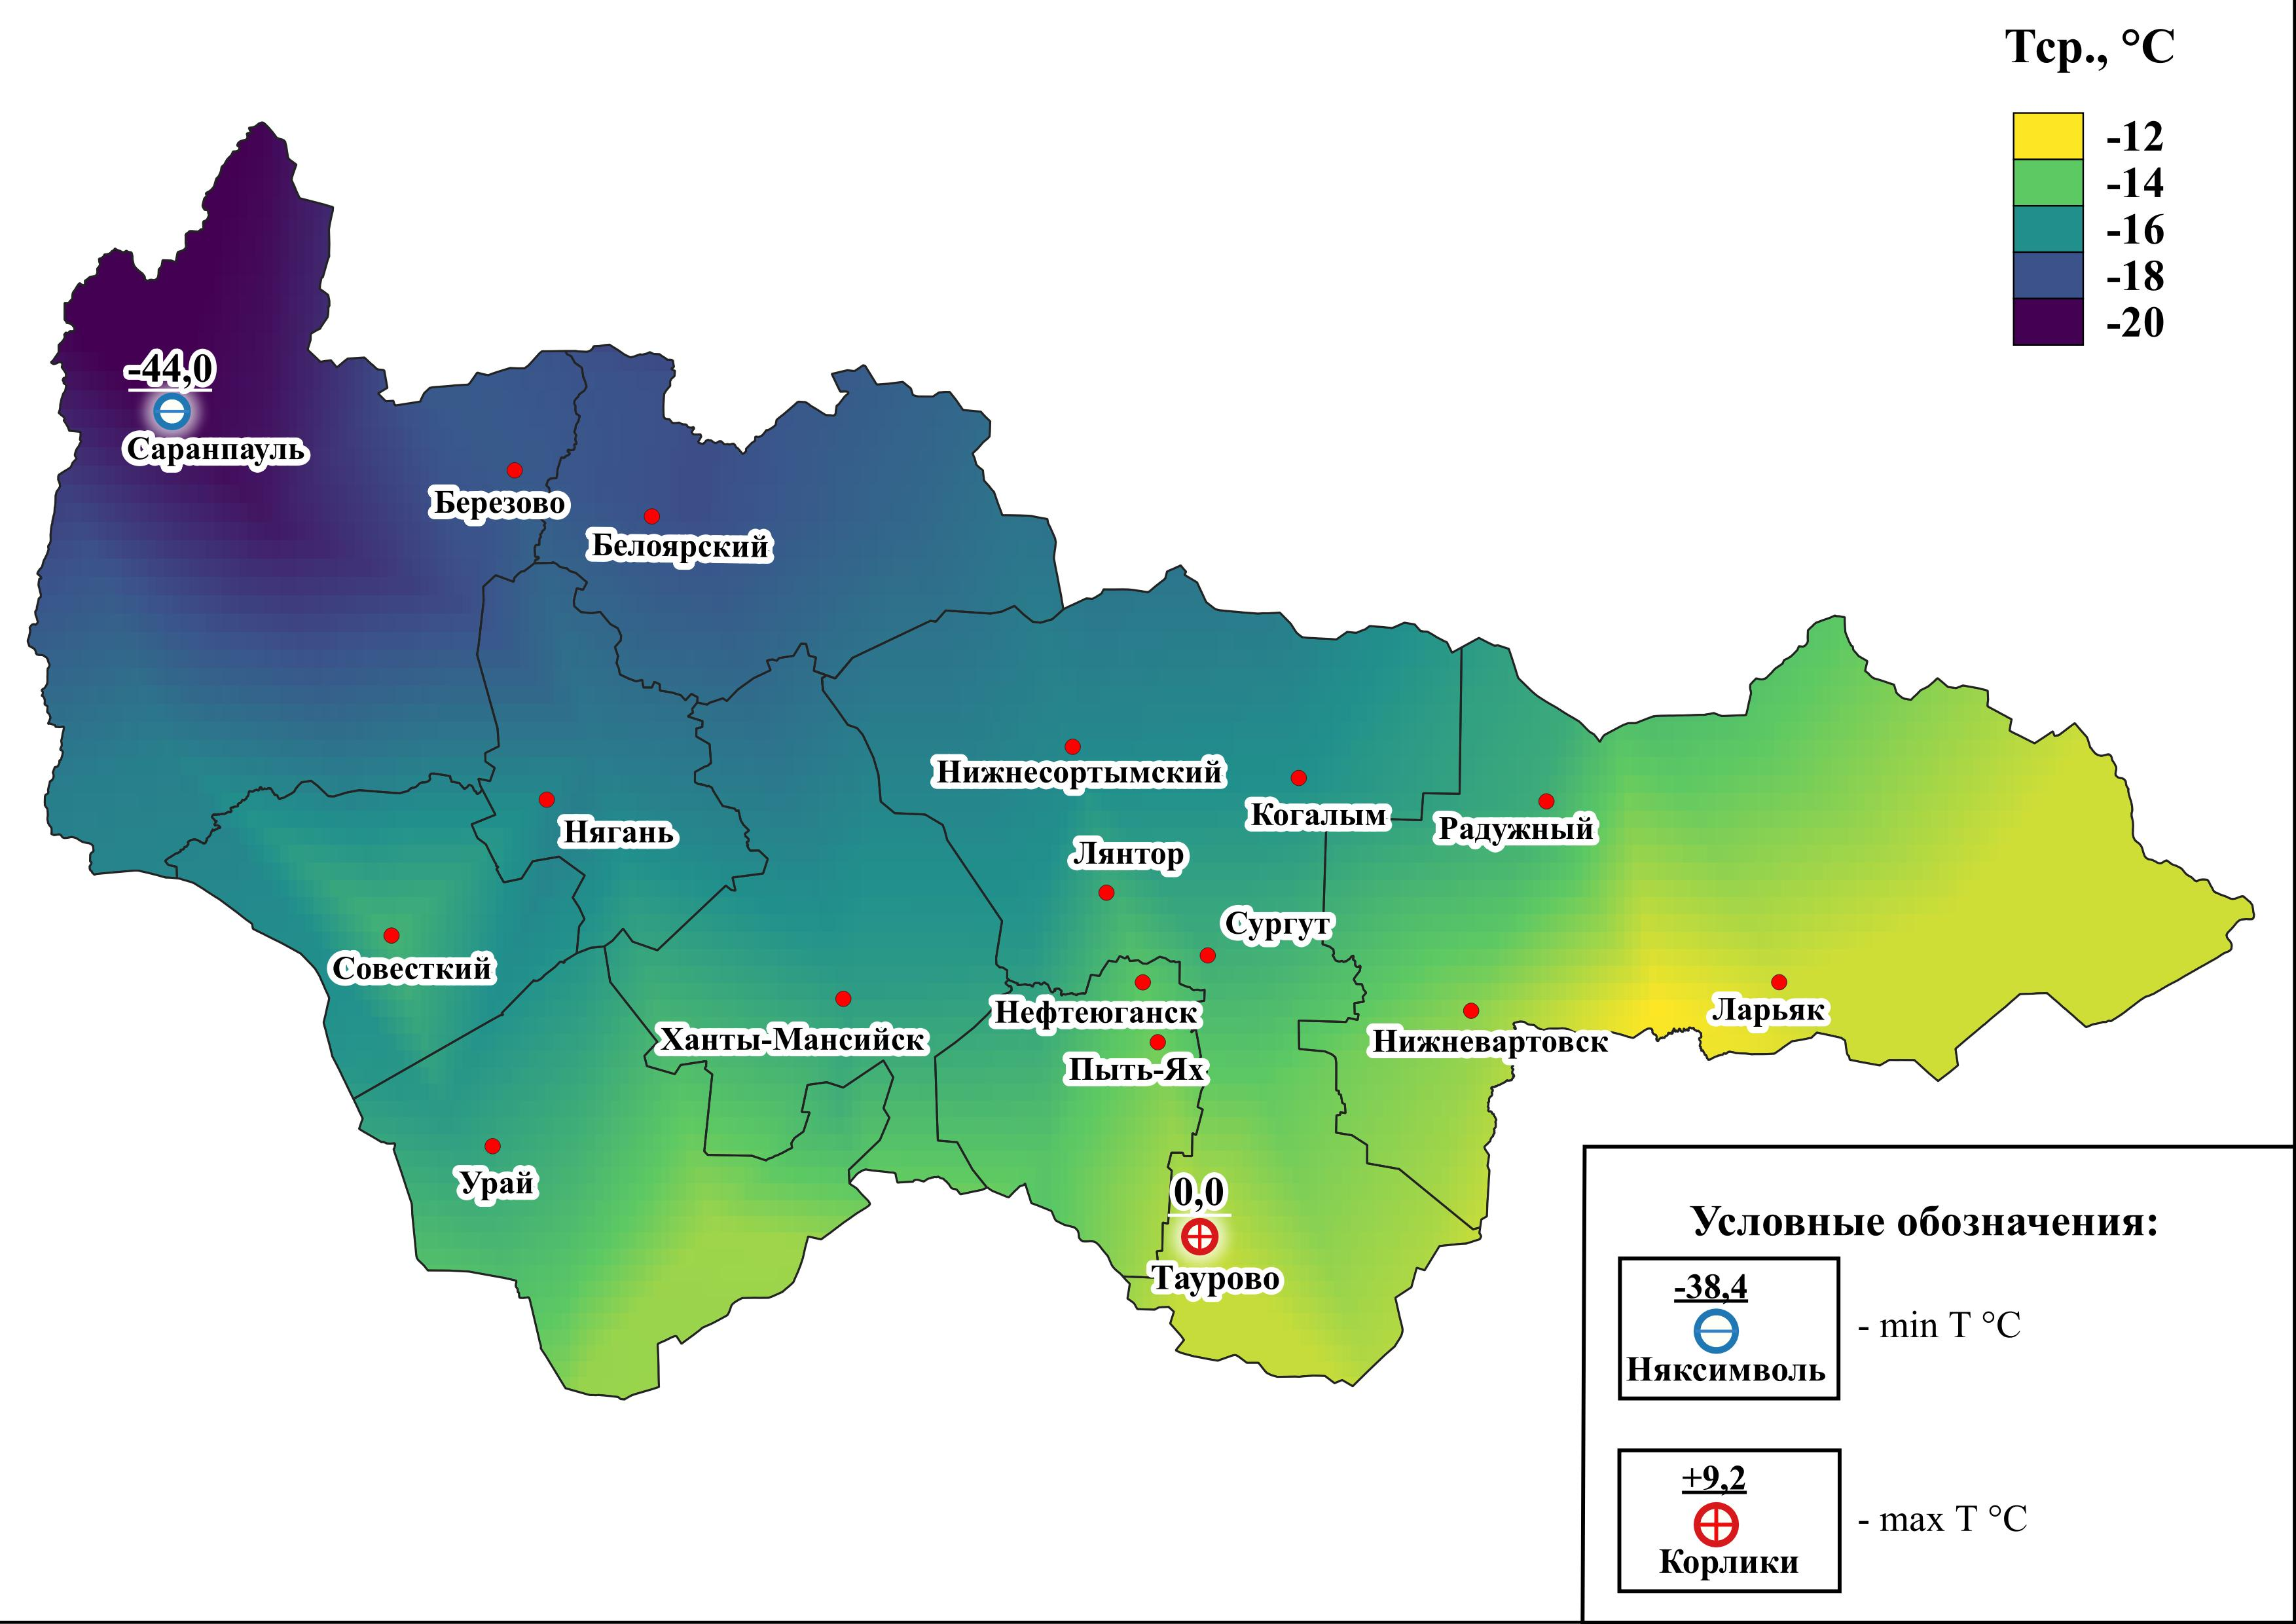 Тср., °C
-12
-14
-16
-18
-20
-44,0
Саранпауль
Березово
Белоярский
Нижнесортымский
Когалым
Радужный
Нягань
Лянтор
Сургут
Совесткий
Нефтеюганск
Ларьяк
Ханты-Мансийск
Нижневартовск
Пыть-Ях
Урай
0,0
Таурово
Условные обозначения:
-38,4
Няксимволь
- min T °C
+9,2
Корлики
- max T °C